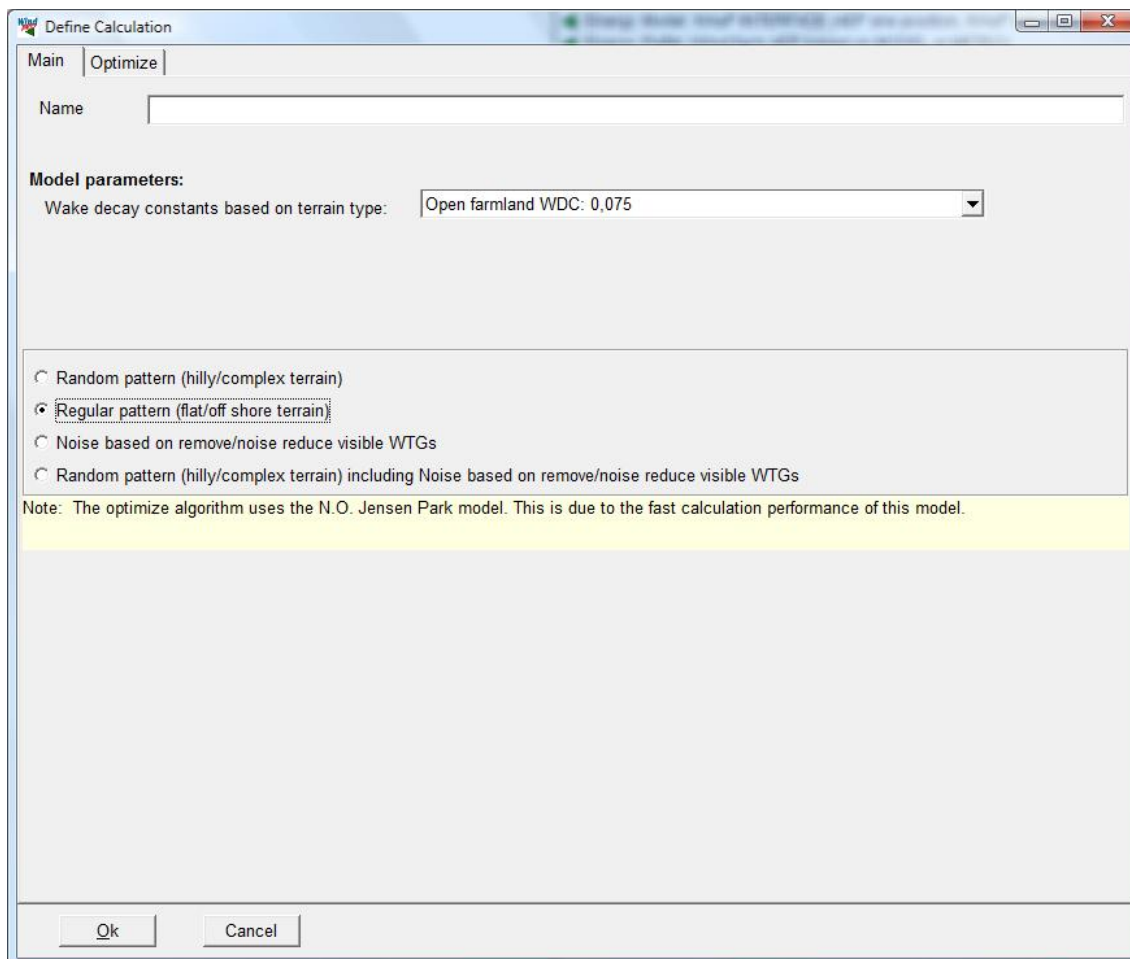 Define Calculation
Main Optimize
Name
Model parameters:
Wake decay constants based on terrain type: Open farmland WDC: 0,075
Random pattern (hilly/complex terrain)
Regular pattern (flat/off shore terrain)
Noise based on remove/noise reduce visible WTGs
Random pattern (hilly/complex terrain) including Noise based on remove/noise reduce visible WTGs
Note: The optimize algorithm uses the N.O. Jensen Park model. This is due to the fast calculation performance of this model.
Ok Cancel